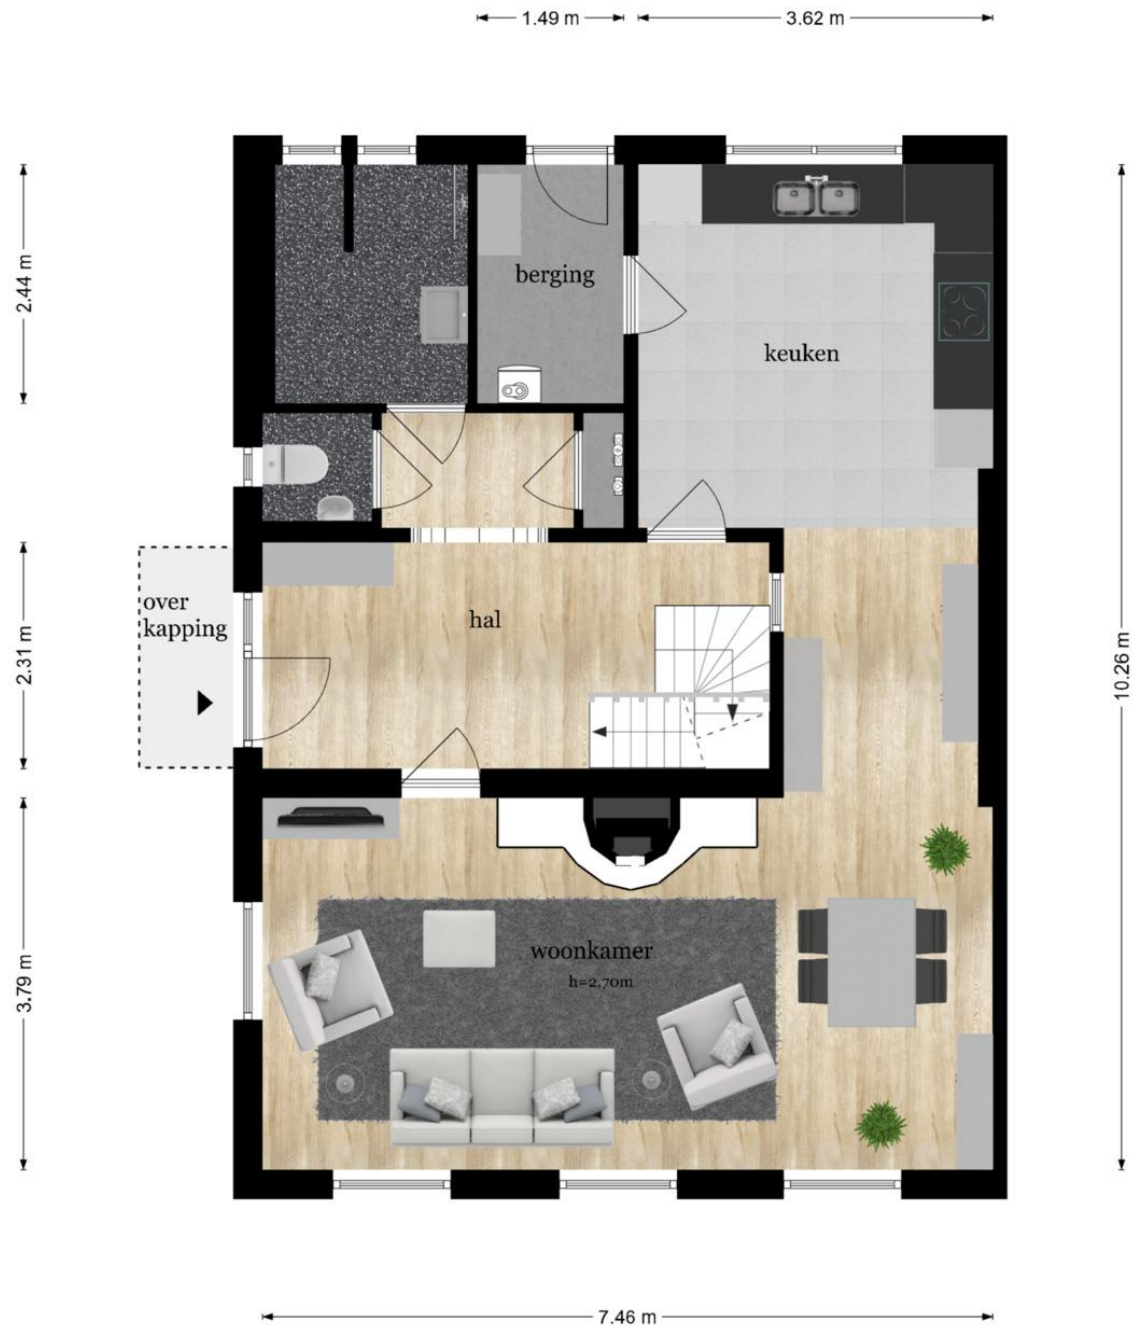 1.49 m
3.62 m
2.44 m
berging
keuken
over
kapping
hal
2.31 m
10.26 m
woonkamer
h=2.70m
3.79 m
7.46 m